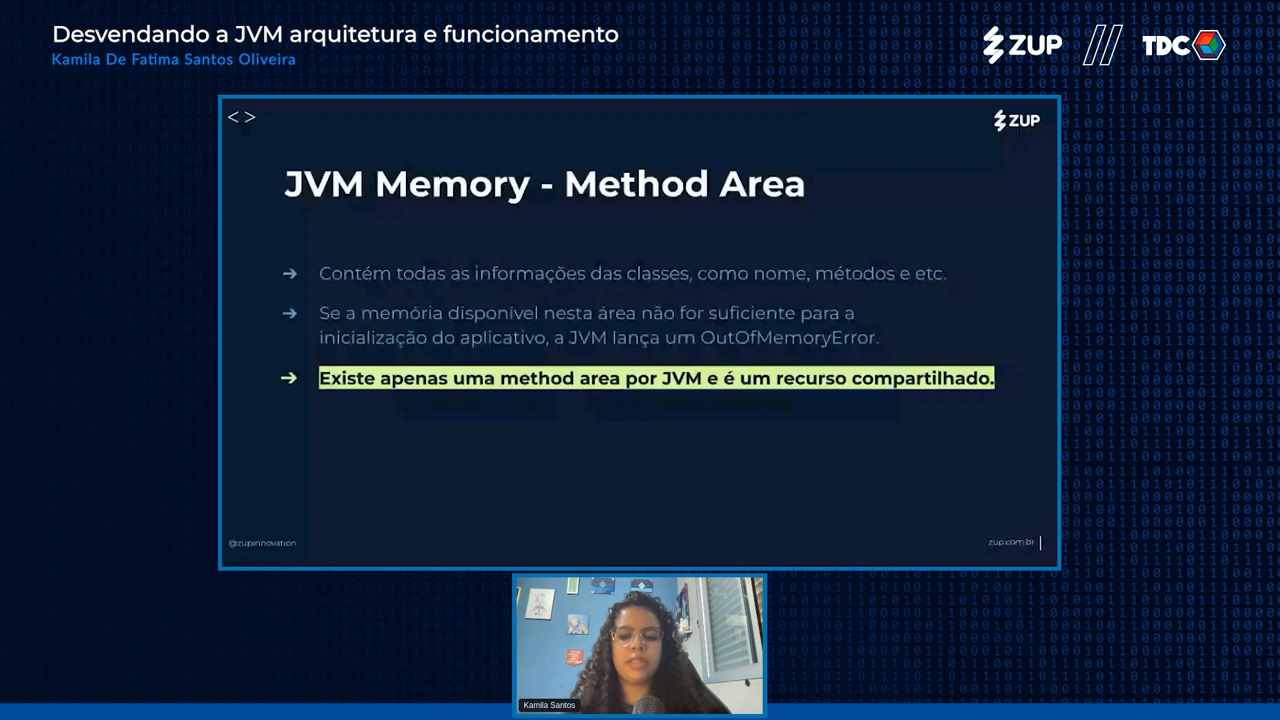 Desvendando a JVM arquitetura e funcionamento
Kamila De Fatima Santos Oliveira
ZUP
TDC
< >
ZUP
JVM Memory - Method Area
➔ Contém todas as informações das classes, como nome, métodos e etc.
➔ Se a memória disponível nesta área não for suficiente para a
inicialização do aplicativo, a JVM lança um OutOfMemoryError.
➔ Existe apenas uma method area por JVM e é um recurso compartilhado.
@zupinnovation
zup.com.br
Kamila Santos